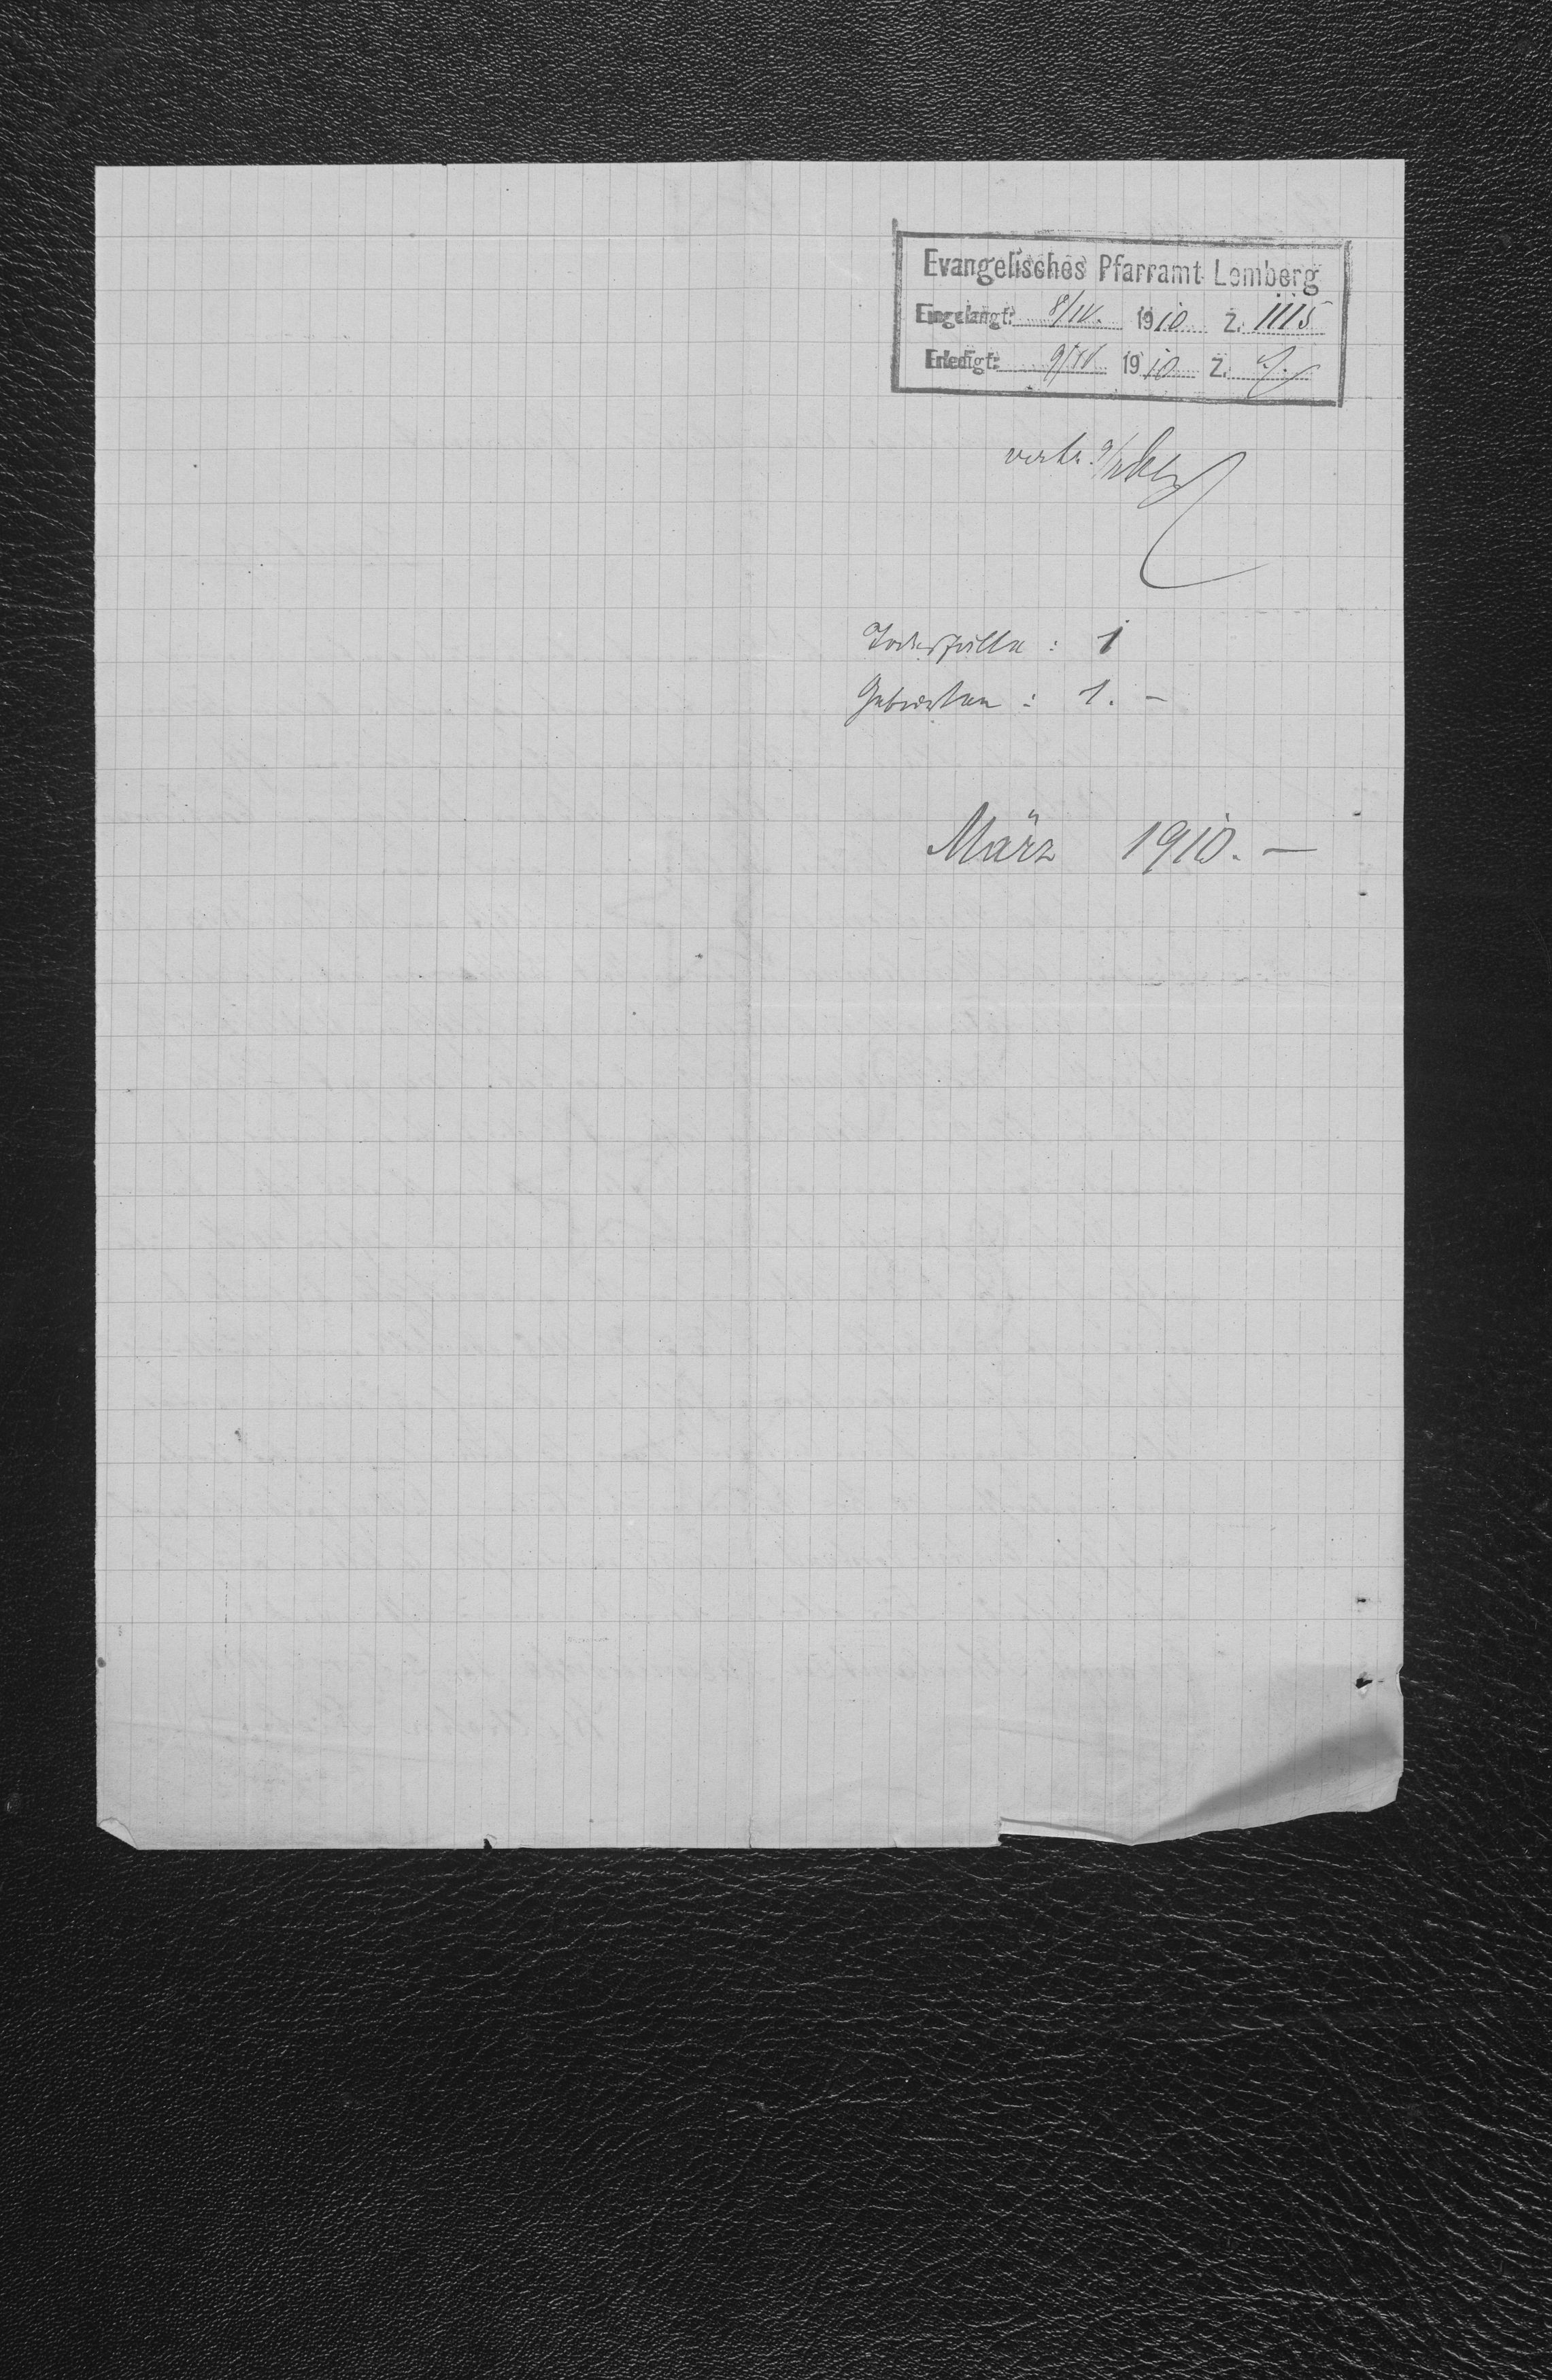 Evangelisches Pfarramt Lemberg
Eingelangt: 8/IV. 1910 Z. 1115
Erledigt: 9/IV 1910 Z.
Todesfälle : 1
Geburten : 1. –
März 1910. –